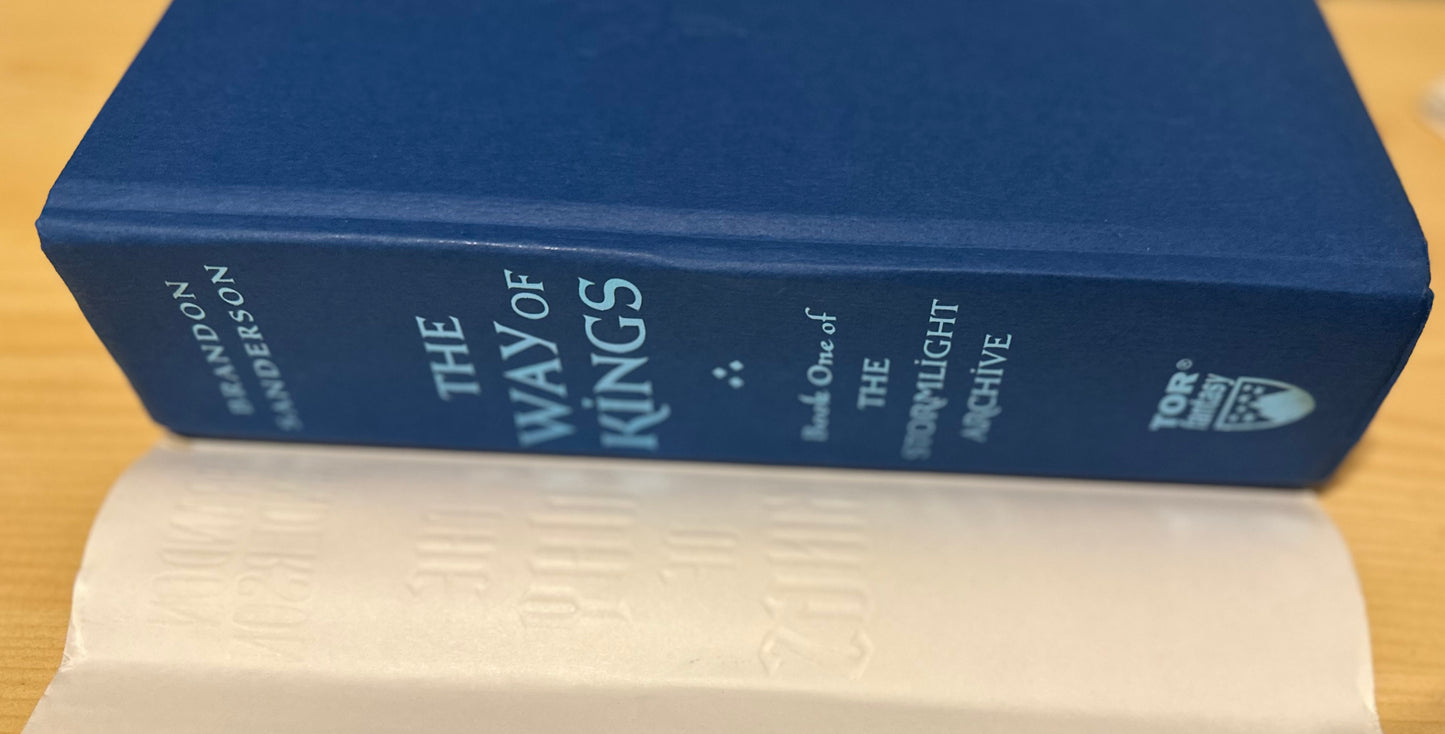 BRANDON
SANDERSON
THE
WAY OF
KINGS
Book One of
THE
STORMLIGHT
ARCHIVE
TOR®
fantasy